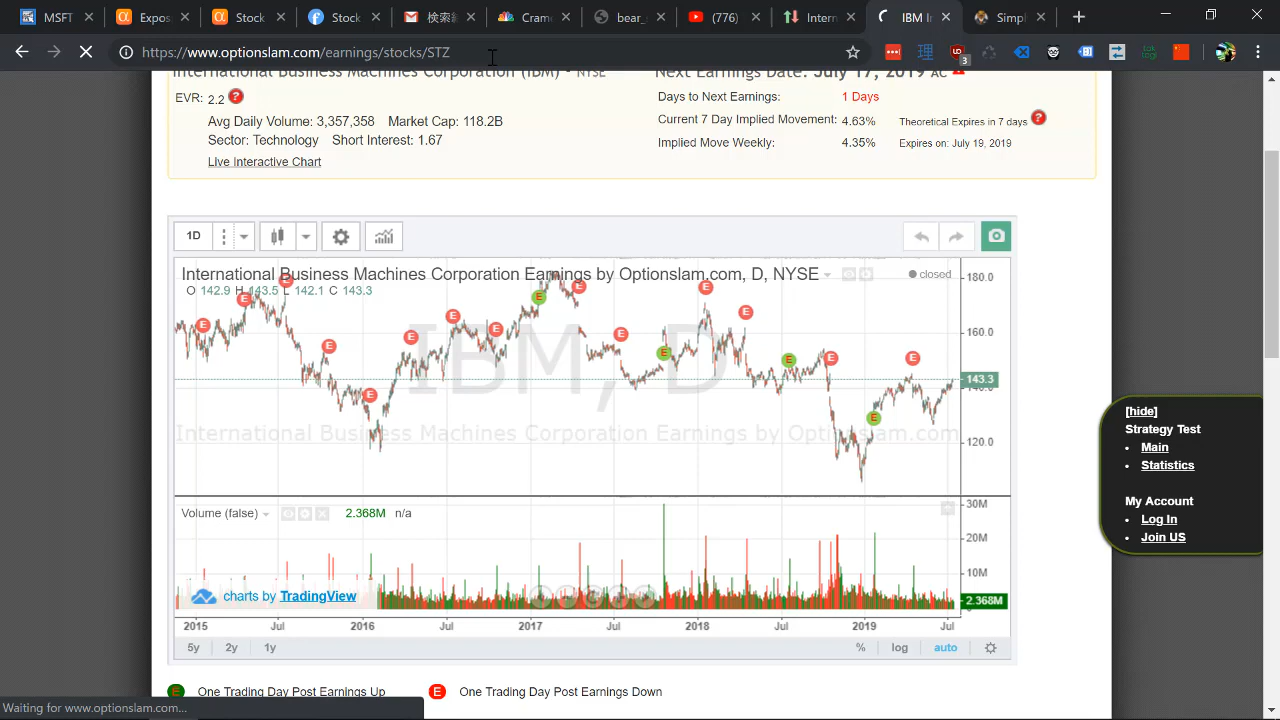 MSFT
Expos
Stock
Stock
検索
Cram
bear_
(776
Intern
IBM In
Simpl
https://www.optionslam.com/earnings/stocks/STZ
3
International Business Machines Corporation (IBM) - NYSE
Next Earnings Date: July 17, 2019 AC
EVR: 2.2 ?
Days to Next Earnings: 1 Days
Avg Daily Volume: 3,357,358 Market Cap: 118.2B
Current 7 Day Implied Movement: 4.63% Theoretical Expires in 7 days ?
Sector: Technology Short Interest: 1.67
Implied Move Weekly: 4.35% Expires on: July 19, 2019
Live Interactive Chart
1D
International Business Machines Corporation Earnings by Optionslam.com, D, NYSE
closed
O 142.9 H 143.5 L 142.1 C 143.3
180.0
160.0
143.3
140.0
120.0
IBM, D
International Business Machines Corporation Earnings by Optionslam.com
Volume (false) 2.368M n/a
30M
20M
10M
2.368M
charts by TradingView
2015 Jul 2016 Jul 2017 Jul 2018 Jul 2019 Jul
5y 2y 1y % log auto
E One Trading Day Post Earnings Up E One Trading Day Post Earnings Down
[hide]
Strategy Test
• Main
• Statistics
My Account
• Log In
• Join US
Waiting for www.optionslam.com...